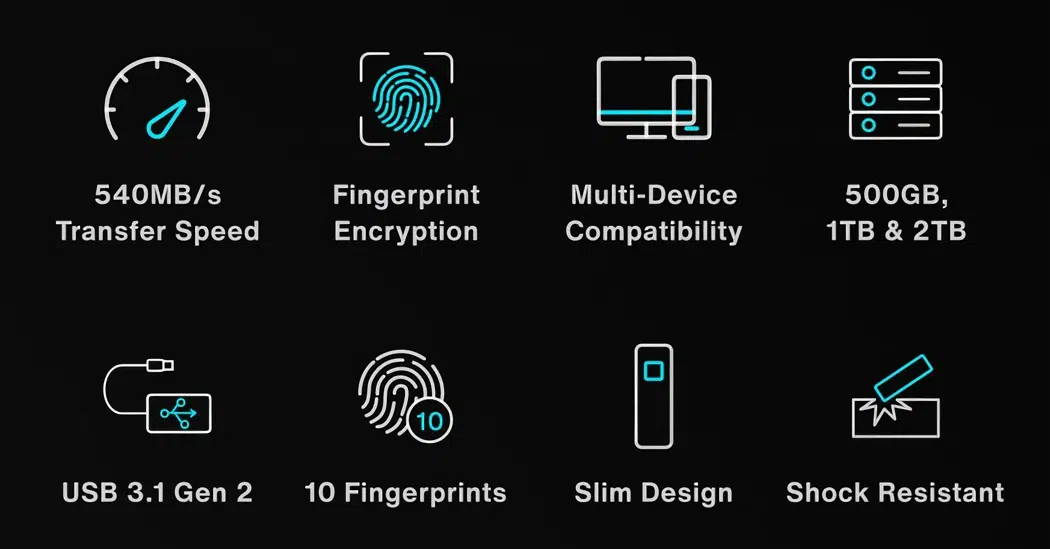 540MB/s
Transfer Speed
Fingerprint
Encryption
Multi-Device
Compatibility
500GB,
1TB & 2TB
USB 3.1 Gen 2
10
10 Fingerprints
Slim Design
Shock Resistant